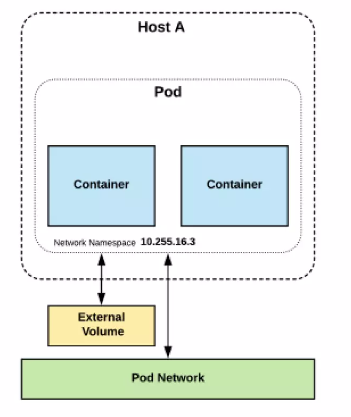 Host A
Pod
Container
Container
Network Namespace 10.255.16.3
External
Volume
Pod Network